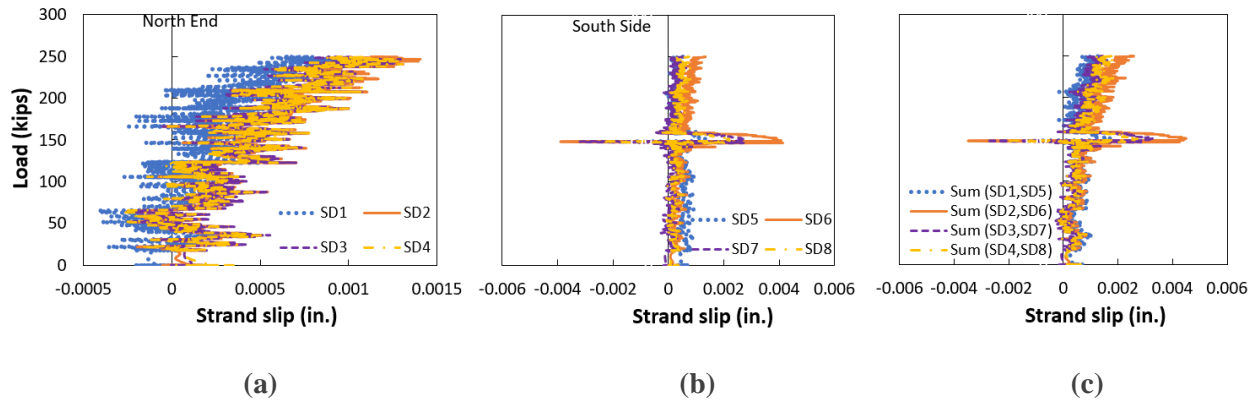 North End
Load (kips)
300
250
200
150
100
50
0
SD1
SD2
SD3
SD4
-0.0005
0
0.0005
0.001
0.0015
Strand slip (in.)
(a)
South Side
SD5
SD6
SD7
SD8
-0.006
-0.004
-0.002
0
0.002
0.004
0.006
Strand slip (in.)
(b)
Sum (SD1,SD5)
Sum (SD2,SD6)
Sum (SD3,SD7)
Sum (SD4,SD8)
-0.006
-0.004
-0.002
0
0.002
0.004
0.006
Strand slip (in.)
(c)